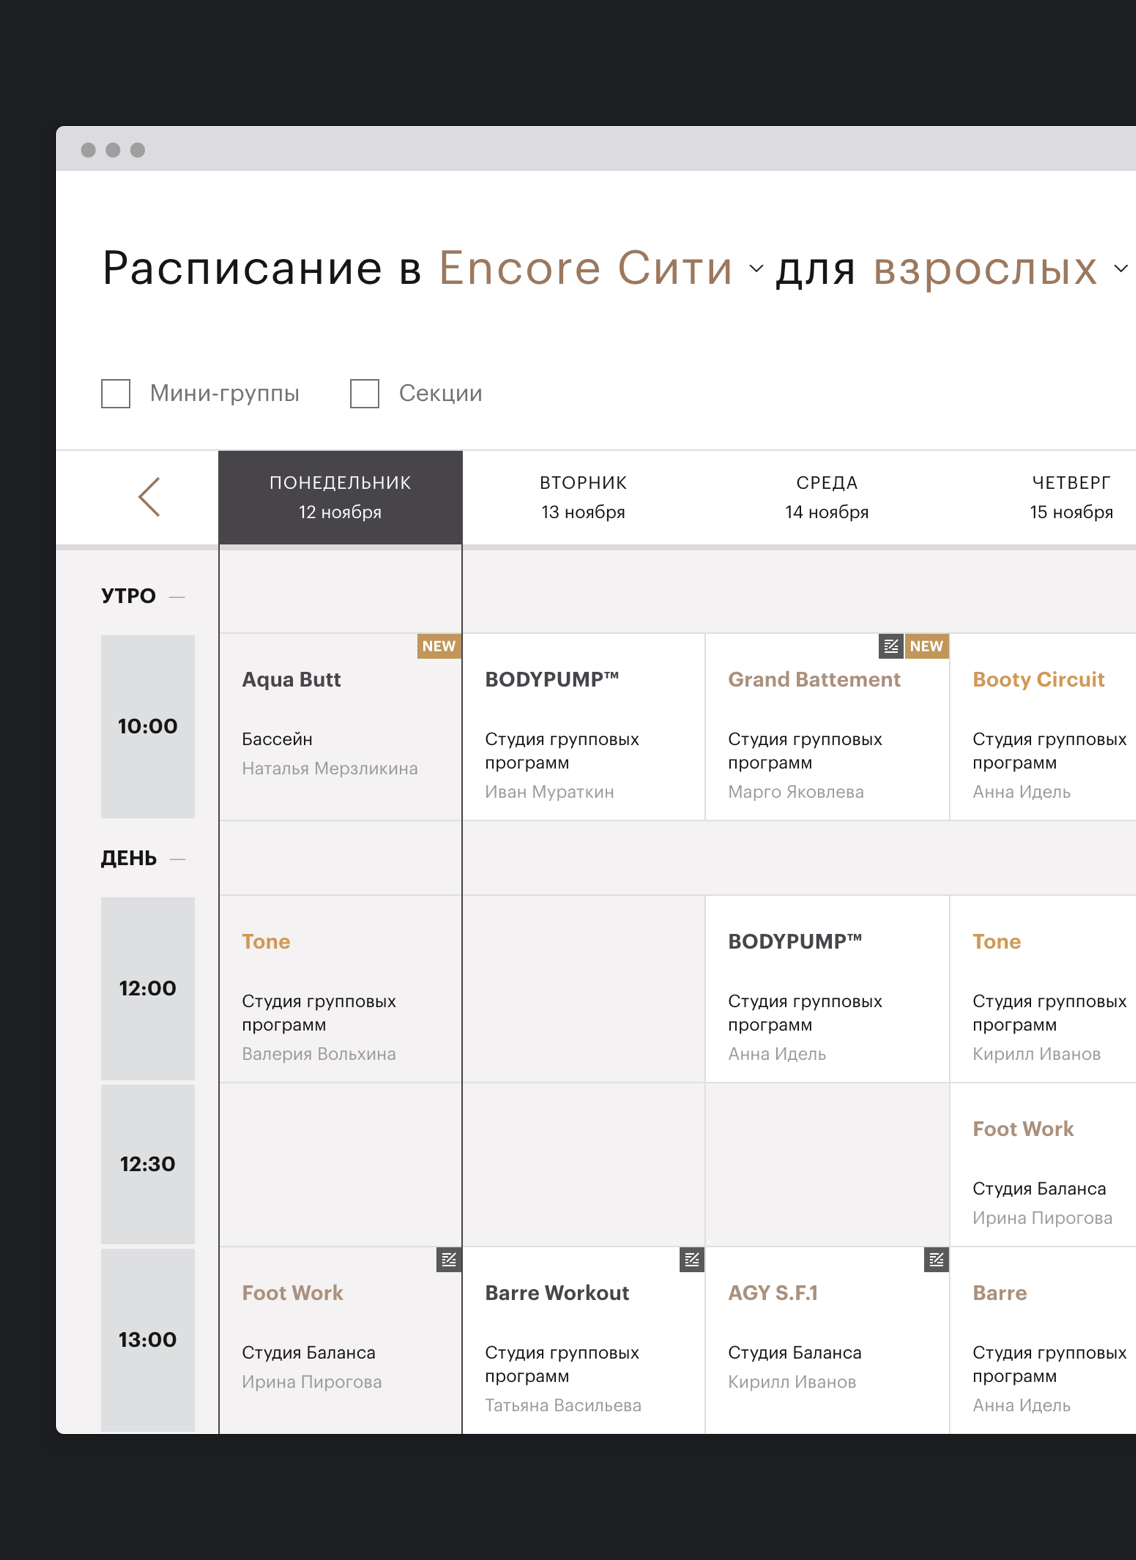 Расписание в Encore Сити для взрослых
Мини-группы Секции
ПОНЕДЕЛЬНИК ВТОРНИК СРЕДА ЧЕТВЕРГ
12 ноября 13 ноября 14 ноября 15 ноября
УТРО —
NEW NEW
Aqua Butt BODYPUMP™ Grand Battement Booty Circuit
10:00
Бассейн Студия групповых Студия групповых Студия групповых
программ программ программ
Наталья Мерзликина Иван Мураткин Марго Яковлева Анна Идель
ДЕНЬ —
Tone BODYPUMP™ Tone
12:00
Студия групповых Студия групповых Студия групповых
программ программ программ
Валерия Вольхина Анна Идель Кирилл Иванов
Foot Work
12:30
Студия Баланса
Ирина Пирогова
Foot Work Barre Workout AGY S.F.1 Barre
13:00
Студия Баланса Студия групповых Студия Баланса Студия групповых
программ программ
Ирина Пирогова Татьяна Васильева Кирилл Иванов Анна Идель